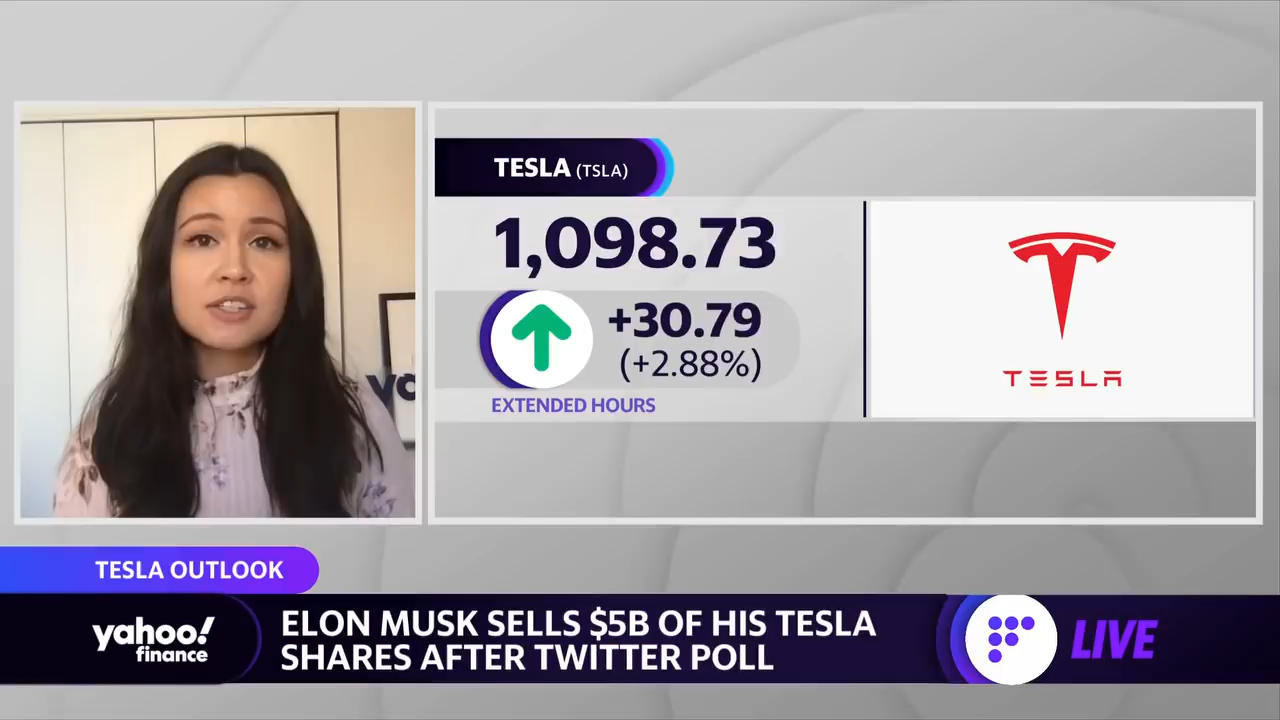 TESLA (TSLA)
1,098.73
+30.79
(+2.88%)
EXTENDED HOURS
TESLA
TESLA OUTLOOK
yahoo!
finance
ELON MUSK SELLS $5B OF HIS TESLA
SHARES AFTER TWITTER POLL
LIVE